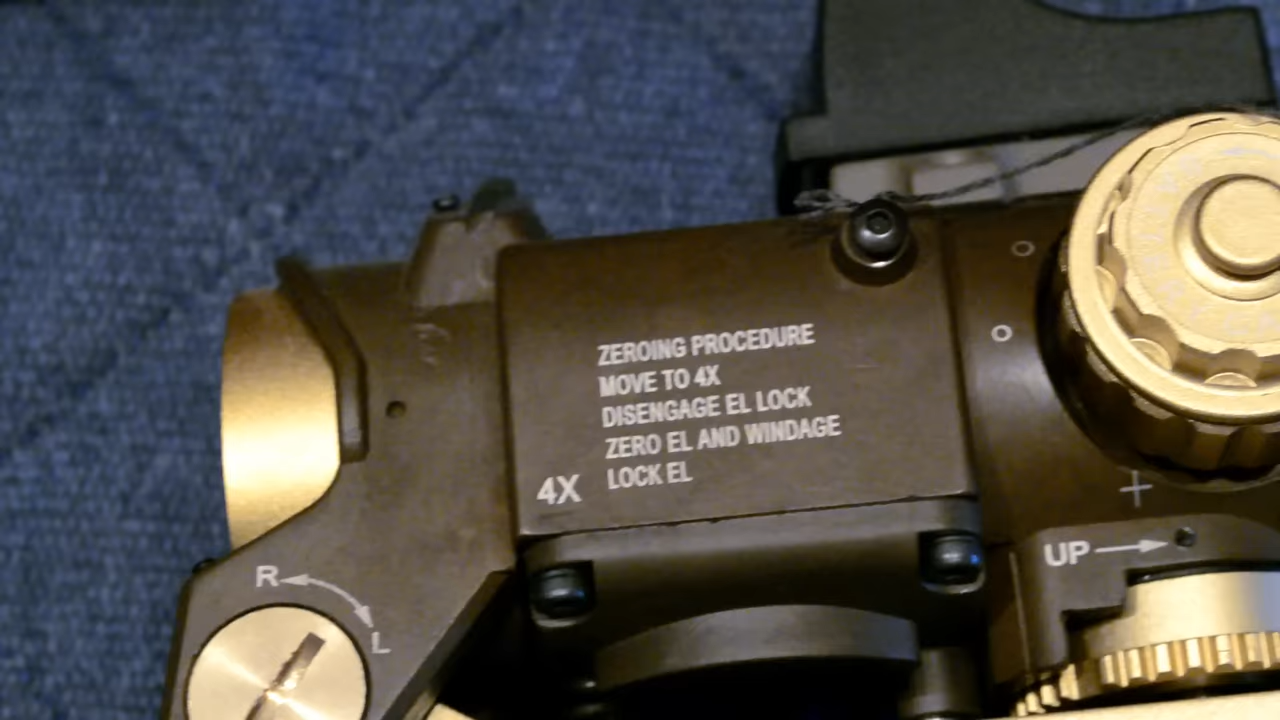 ZEROING PROCEDURE
MOVE TO 4X
DISENGAGE EL LOCK
ZERO EL AND WINDAGE
LOCK EL
4X
R
L
UP